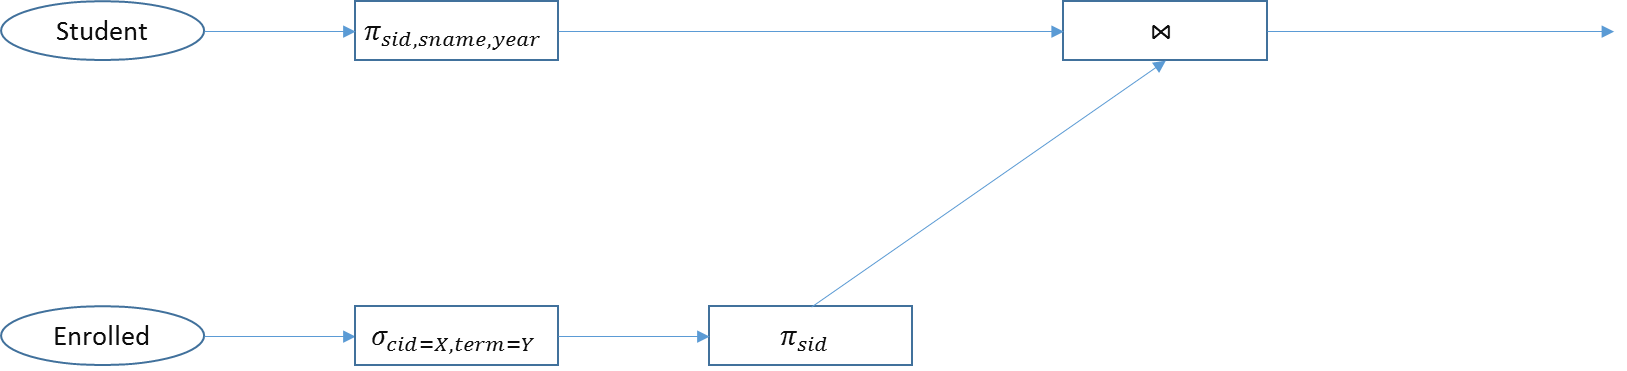 Student
π_{sid,sname,year}
⋈
Enrolled
σ_{cid=X,term=Y}
π_{sid}